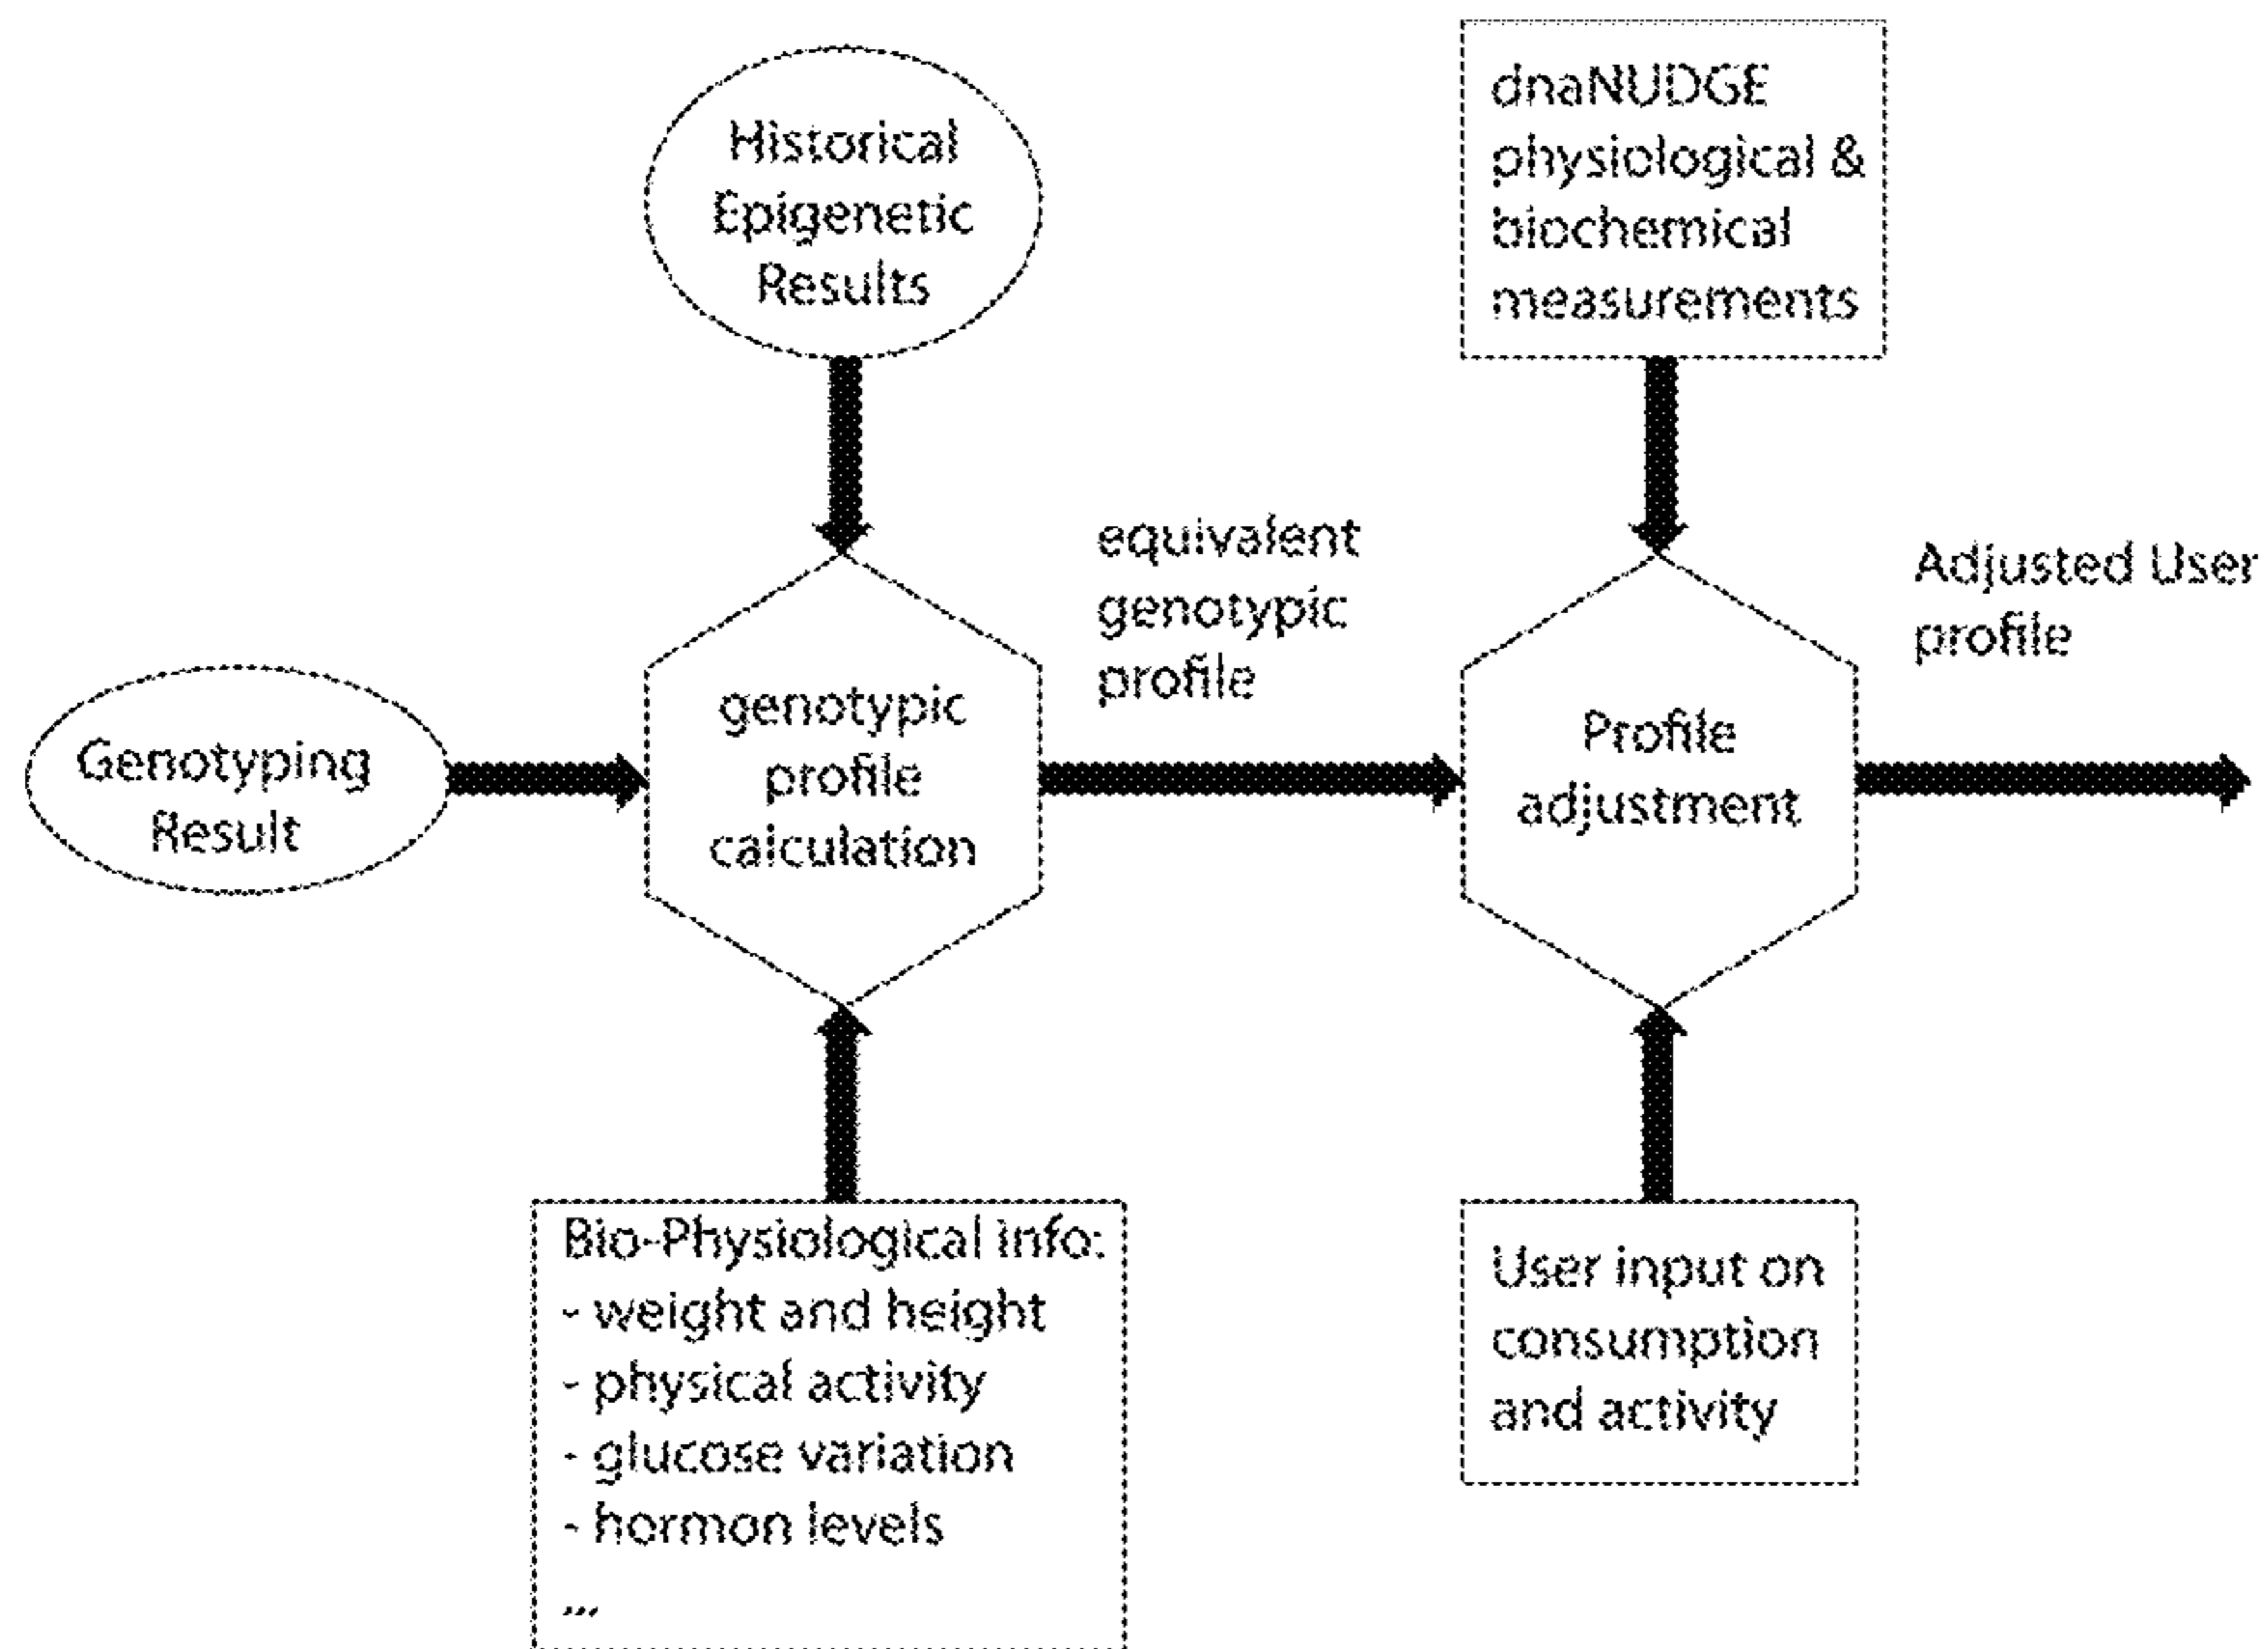 Historical
Epigenetic
Results
dnaNUDGE
physiological &
biochemical
measurements
equivalent
genotypic
profile
Adjusted User
profile
Genotyping
Result
genotypic
profile
calculation
Profile
adjustment
Bio-Physiological info:
- weight and height
- physical activity
- glucose variation
- hormon levels
...
User input on
consumption
and activity